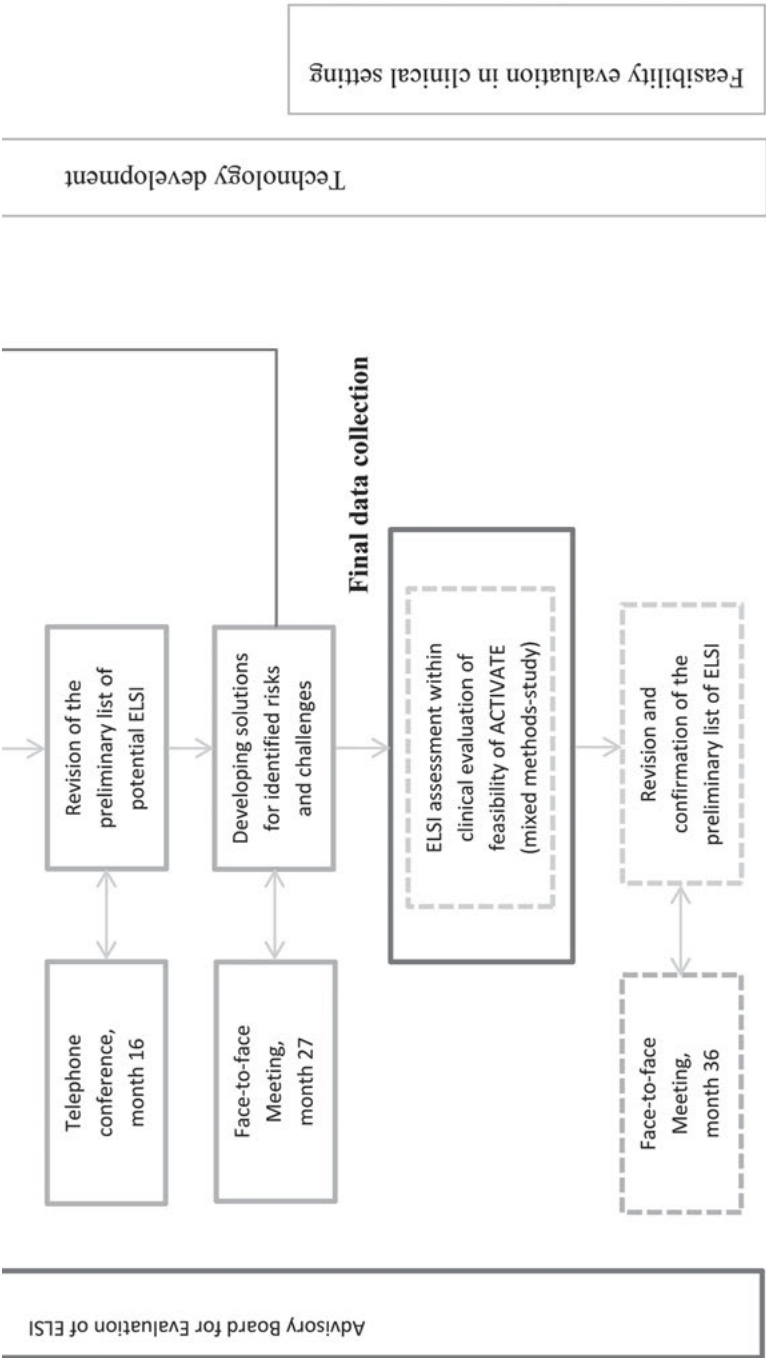 Advisory Board for Evaluation of ELSI
Telephone
conference,
month 16
Revision of the
preliminary list of
potential ELSI
Face-to-face
Meeting,
month 27
Developing solutions
for identified risks
and challenges
Final data collection
ELSI assessment within
clinical evaluation of
feasibility of ACTIVATE
(mixed methods-study)
Face-to-face
Meeting,
month 36
Revision and
confirmation of the
preliminary list of ELSI
Technology development
Feasibility evaluation in clinical setting